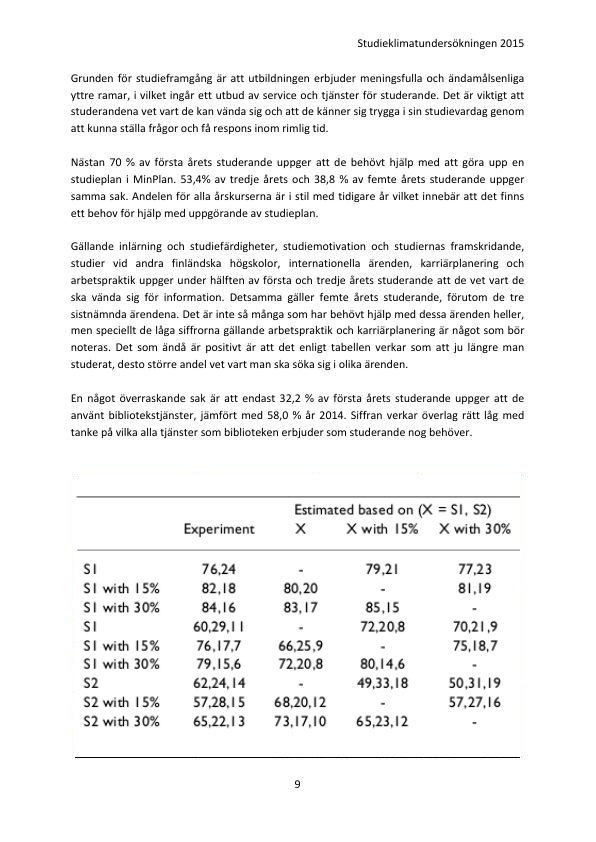 Studieklimatundersökningen 2015
Grunden för studieframgång är att utbildningen erbjuder meningsfulla och ändamålsenliga
yttre ramar, i vilket ingår ett utbud av service och tjänster för studerande. Det är viktigt att
studerandena vet vart de kan vända sig och att de känner sig trygga i sin studievardag genom
att kunna ställa frågor och få respons inom rimlig tid.
Nästan 70 % av första årets studerande uppger att de behövt hjälp med att göra upp en
studieplan i MinPlan. 53,4% av tredje årets och 38,8 % av femte årets studerande uppger
samma sak. Andelen för alla årskurserna är i stil med tidigare år vilket innebär att det finns
ett behov för hjälp med uppgörande av studieplan.
Gällande inlärning och studiefärdigheter, studiemotivation och studiernas framskridande,
studier vid andra finländska högskolor, internationella ärenden, karriärplanering och
arbetspraktik uppger under hälften av första och tredje årets studerande att de vet vart de
ska vända sig för information. Detsamma gäller femte årets studerande, förutom de tre
sistnämnda ärendena. Det är inte så många som har behövt hjälp med dessa ärenden heller,
men speciellt de låga siffrorna gällande arbetspraktik och karriärplanering är något som bör
noteras. Det som ändå är positivt är att det enligt tabellen verkar som att ju längre man
studerat, desto större andel vet vart man ska söka sig i olika ärenden.
En något överraskande sak är att endast 32,2 % av första årets studerande uppger att de
använt bibliotekstjänster, jämfört med 58,0 % år 2014. Siffran verkar överlag rätt låg med
tanke på vilka alla tjänster som biblioteken erbjuder som studerande nog behöver.
Estimated based on (X = S1, S2)
Experiment X X with 15% X with 30%
S1 76,24 - 79,21 77,23
S1 with 15% 82,18 80,20 - 81,19
S1 with 30% 84,16 83,17 85,15 -
S1 60,29,11 - 72,20,8 70,21,9
S1 with 15% 76,17,7 66,25,9 - 75,18,7
S1 with 30% 79,15,6 72,20,8 80,14,6 -
S2 62,24,14 - 49,33,18 50,31,19
S2 with 15% 57,28,15 68,20,12 - 57,27,16
S2 with 30% 65,22,13 73,17,10 65,23,12 -
9